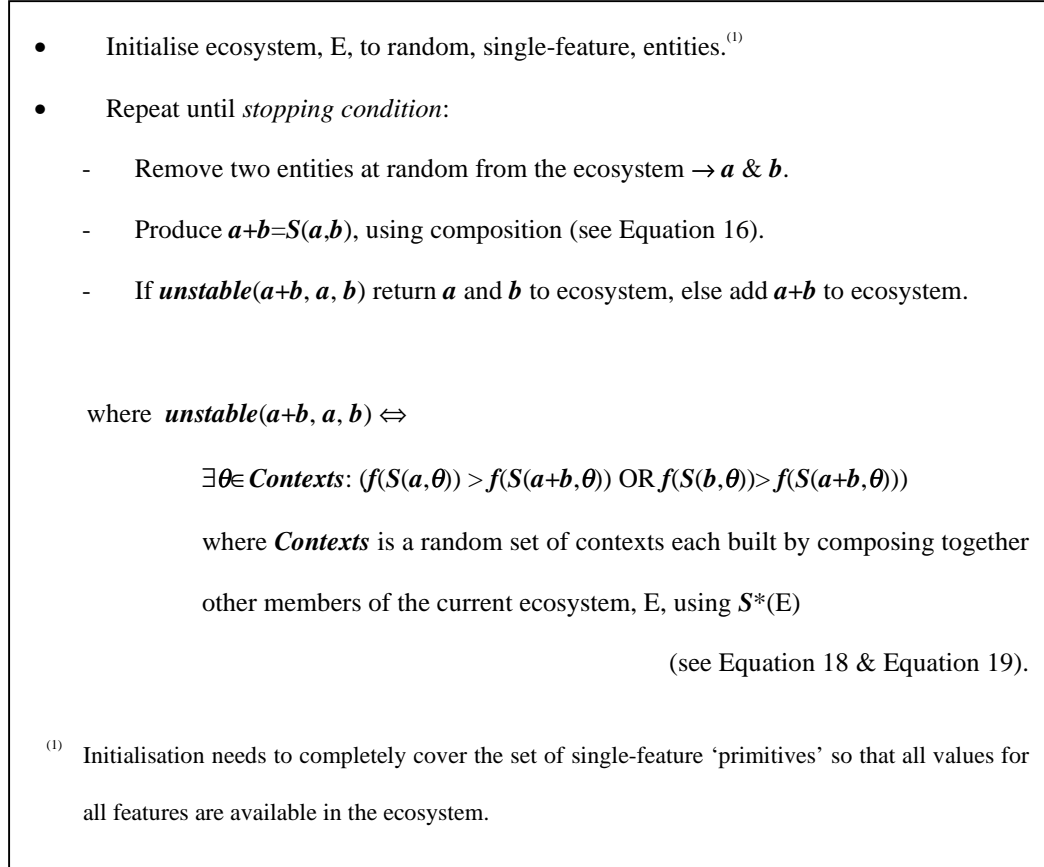 • Initialise ecosystem, E, to random, single-feature, entities.(1)
• Repeat until stopping condition:
- Remove two entities at random from the ecosystem → a & b.
- Produce a+b=S(a,b), using composition (see Equation 16).
- If unstable(a+b, a, b) return a and b to ecosystem, else add a+b to ecosystem.
where unstable(a+b, a, b) ⇔
∃θ∈Contexts: (f(S(a,θ)) > f(S(a+b,θ)) OR f(S(b,θ))> f(S(a+b,θ)))
where Contexts is a random set of contexts each built by composing together
other members of the current ecosystem, E, using S*(E)
(see Equation 18 & Equation 19).
(1) Initialisation needs to completely cover the set of single-feature ‘primitives’ so that all values for
all features are available in the ecosystem.